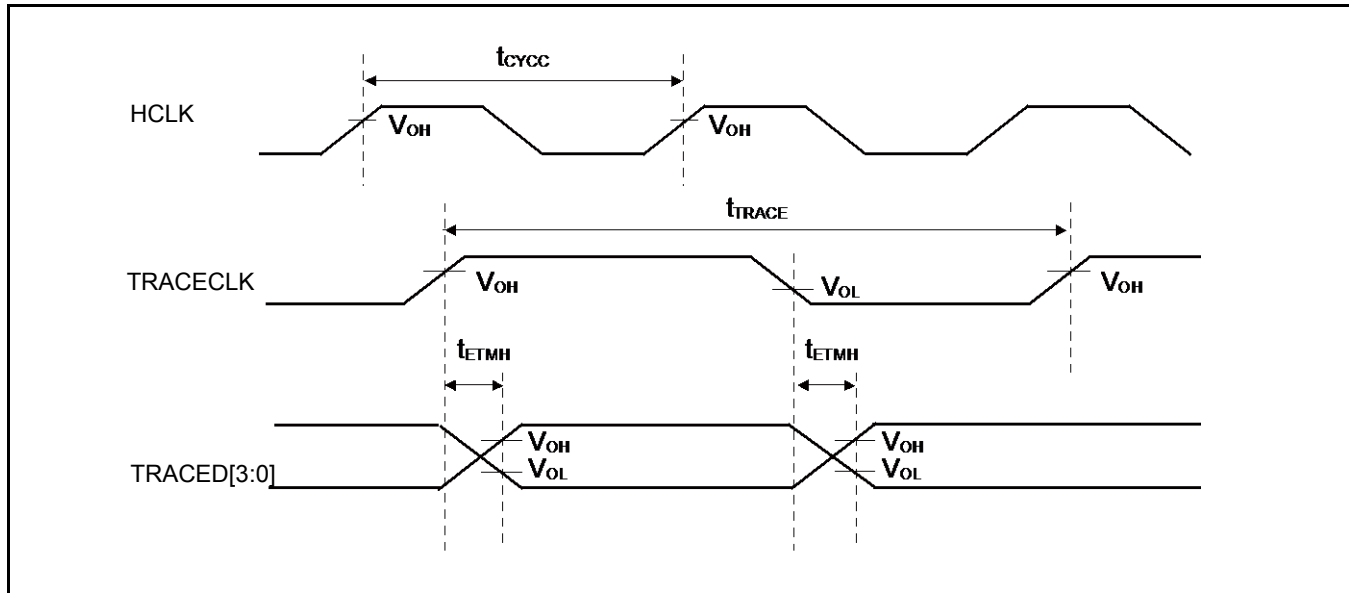 tCYCC
HCLK
VOH
VOH
tTRACE
TRACECLK
VOH
VOL
VOH
tETMH
tETMH
TRACED[3:0]
VOH
VOL
VOH
VOL